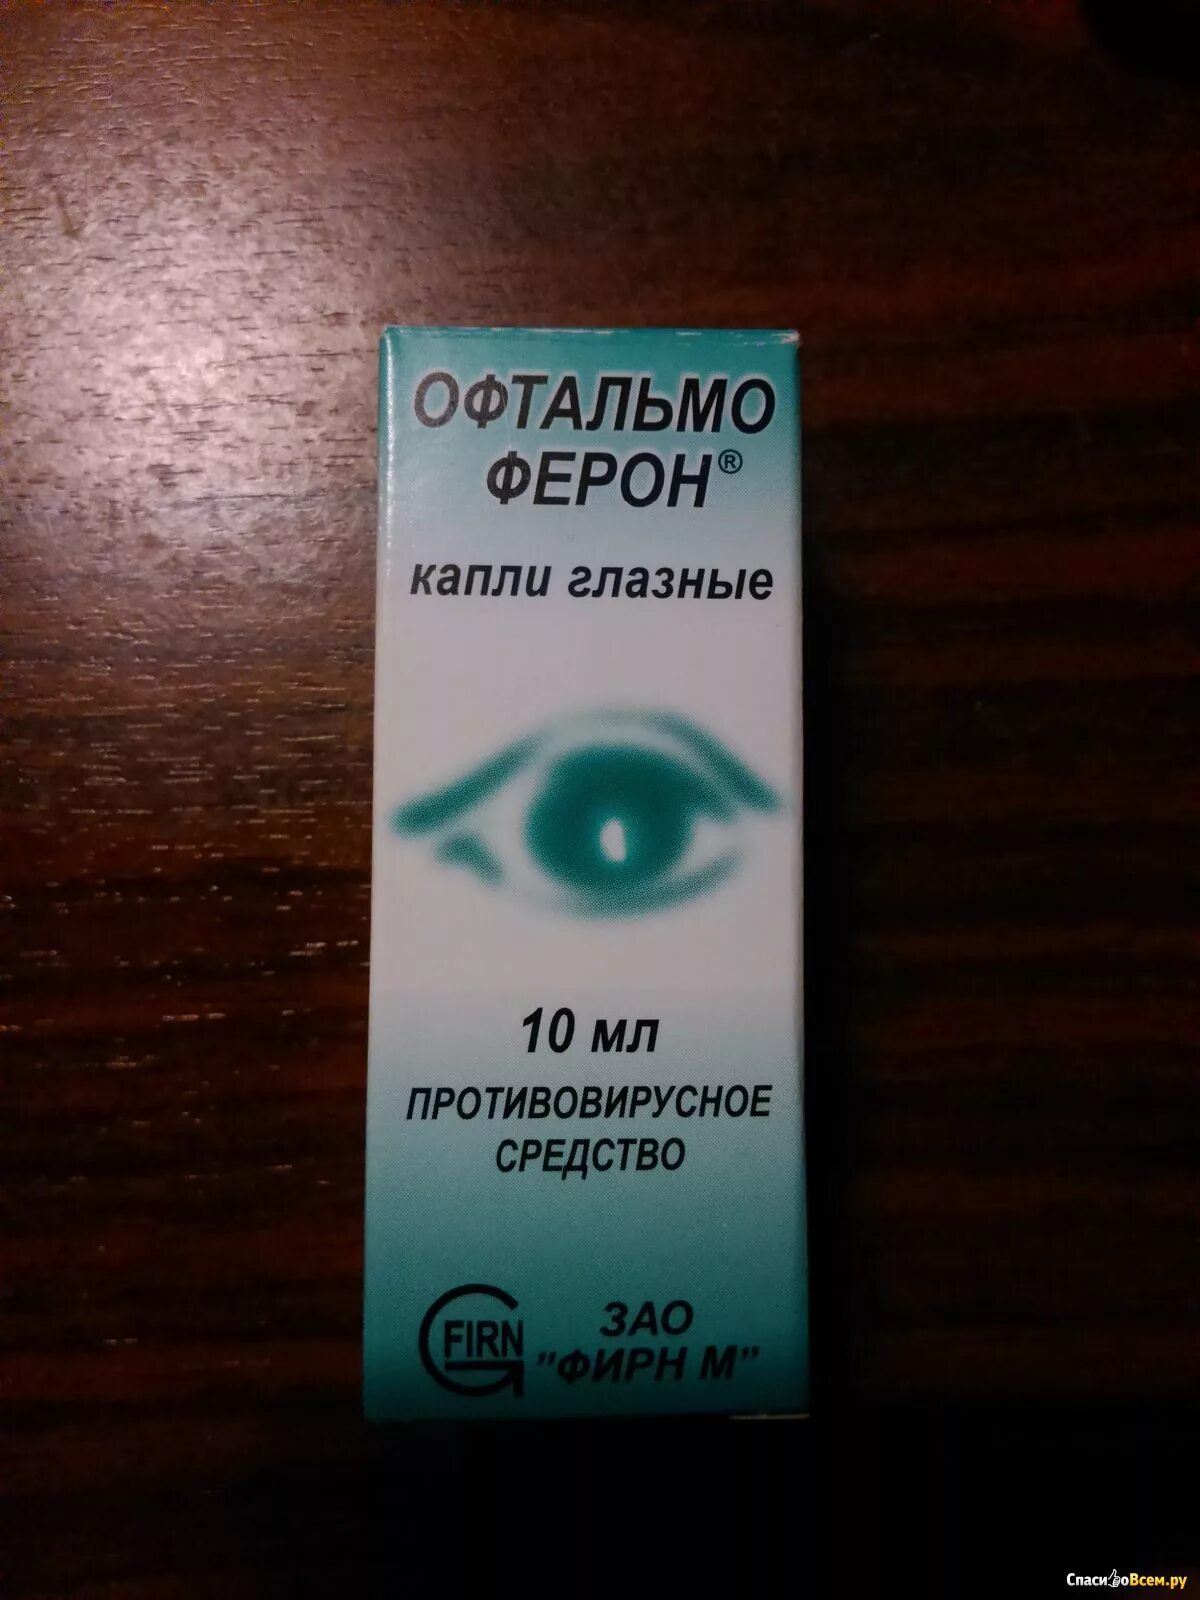 ОФТАЛЬМО
ФЕРОН®
капли глазные
10 мл
ПРОТИВОВИРУСНОЕ
СРЕДСТВО
FIRN
ЗАО
"ФИРН М"
СпасибоВсем.ру